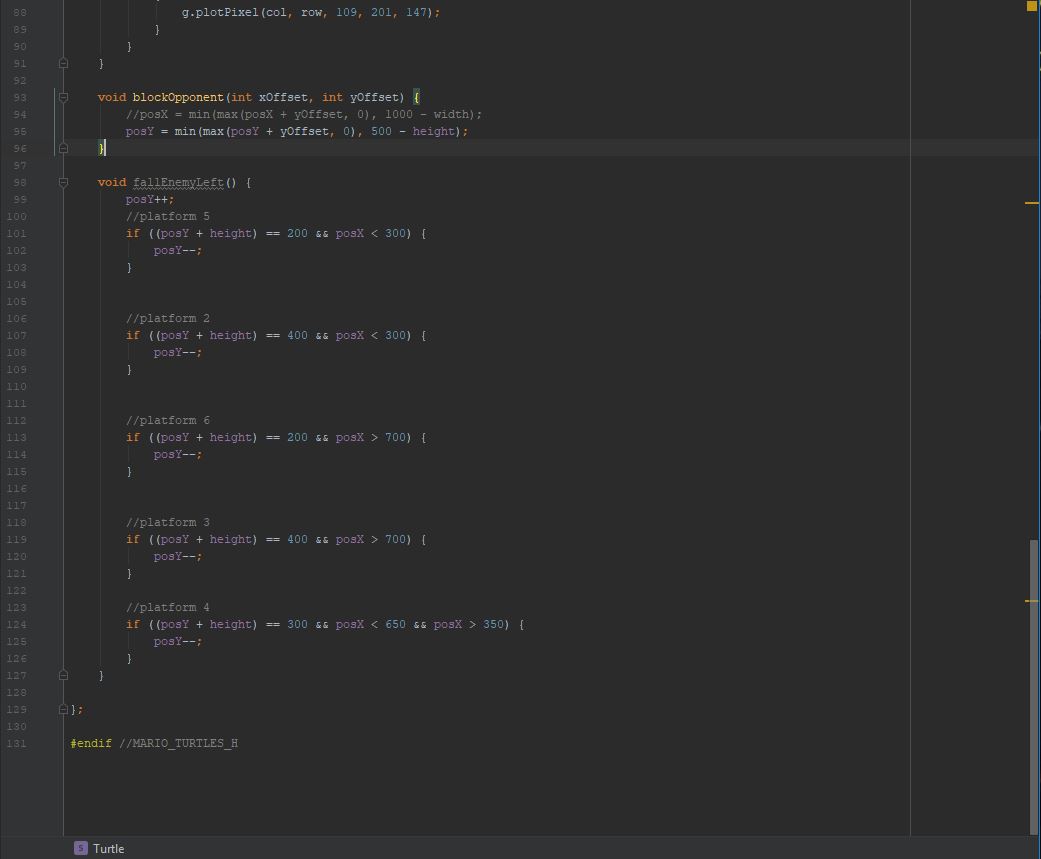 88 g.plotPixel(col, row, 109, 201, 147);
89 }
90 }
91 }
92
93 void blockOpponent(int xOffset, int yOffset) {
94 //posX = min(max(posX + yOffset, 0), 1000 - width);
95 posY = min(max(posY + yOffset, 0), 500 - height);
96 }
97
98 void fallEnemyLeft() {
99 posY++;
100 //platform 5
101 if ((posY + height) == 200 && posX < 300) {
102 posY--;
103 }
104
105
106 //platform 2
107 if ((posY + height) == 400 && posX < 300) {
108 posY--;
109 }
110
111
112 //platform 6
113 if ((posY + height) == 200 && posX > 700) {
114 posY--;
115 }
116
117
118 //platform 3
119 if ((posY + height) == 400 && posX > 700) {
120 posY--;
121 }
122
123 //platform 4
124 if ((posY + height) == 300 && posX < 650 && posX > 350) {
125 posY--;
126 }
127 }
128
129 };
130
131 #endif //MARIO_TURTLES_H
S Turtle